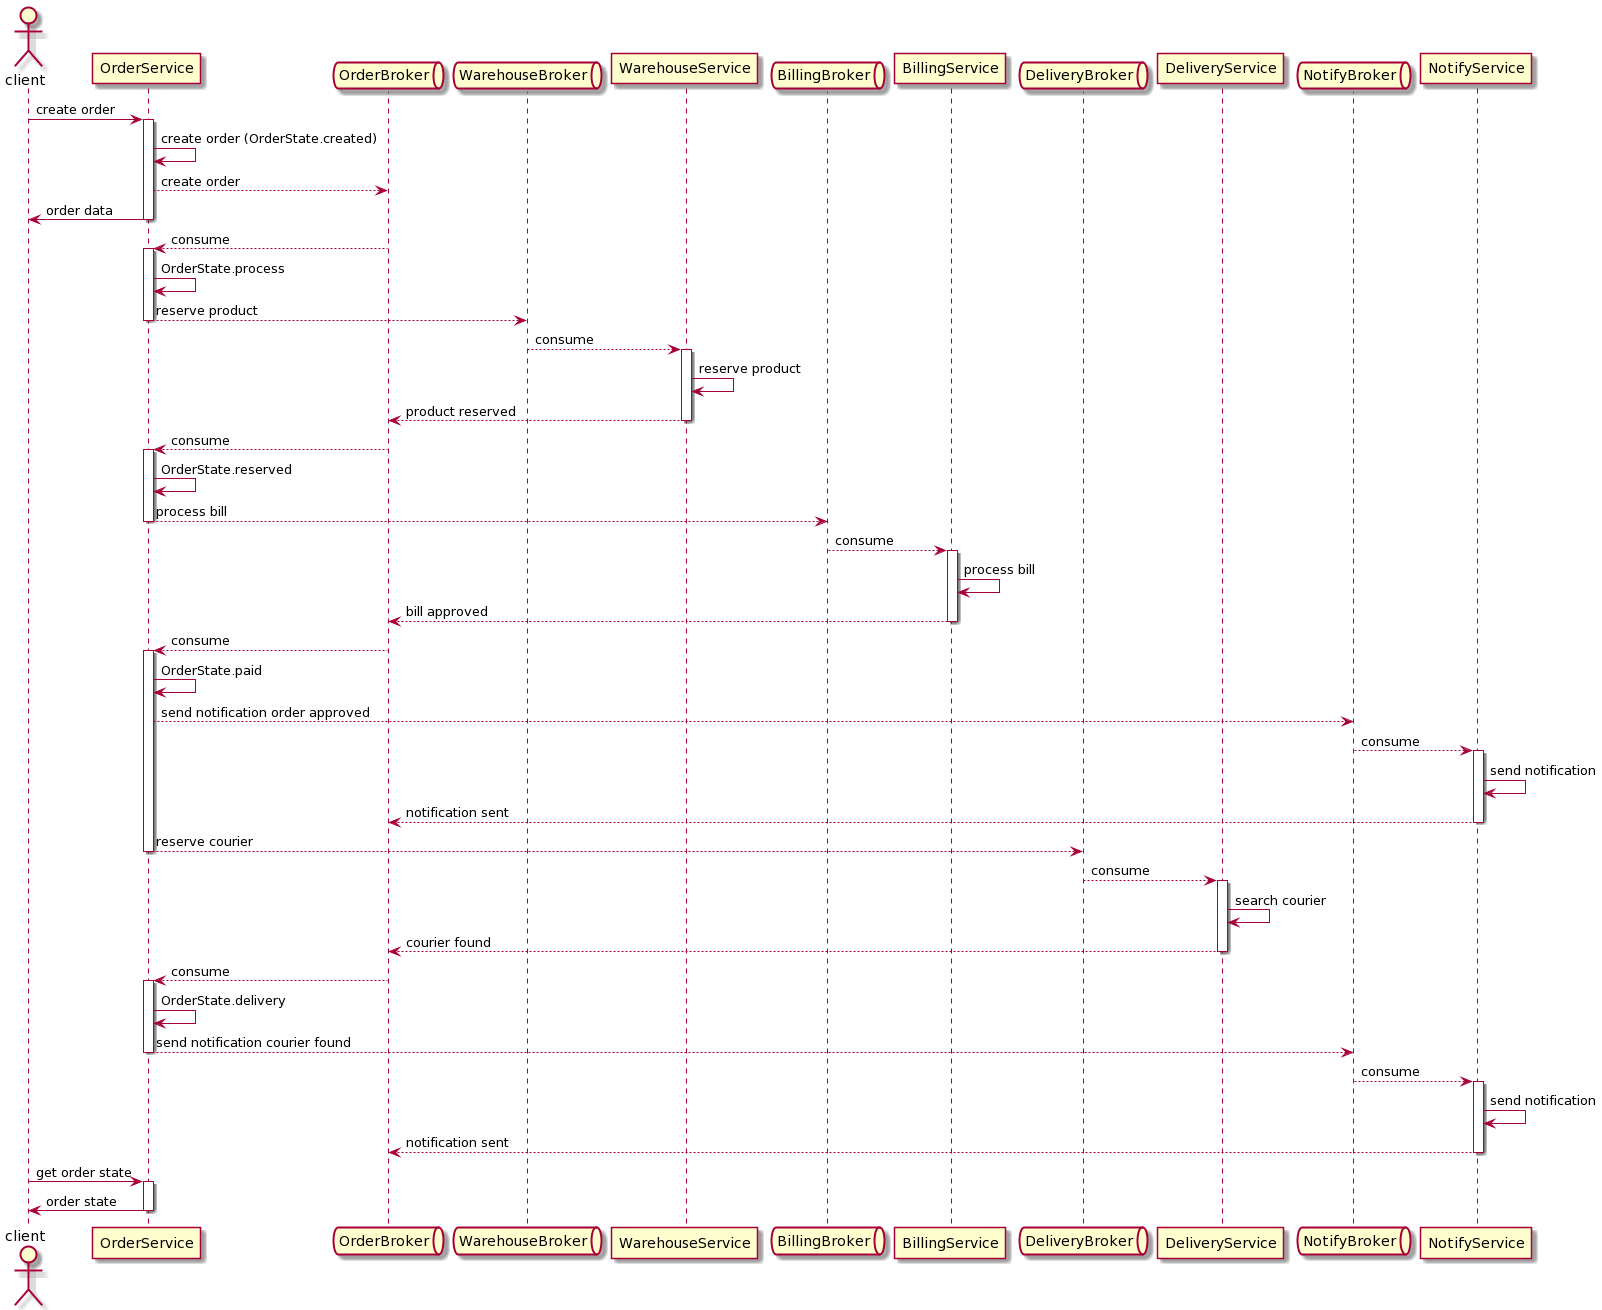 client
OrderService
OrderBroker
WarehouseBroker
WarehouseService
BillingBroker
BillingService
DeliveryBroker
DeliveryService
NotifyBroker
NotifyService
create order
create order (OrderState.created)
create order
order data
consume
OrderState.process
reserve product
consume
reserve product
product reserved
consume
OrderState.reserved
process bill
consume
process bill
bill approved
consume
OrderState.paid
send notification order approved
consume
send notification
notification sent
reserve courier
consume
search courier
courier found
consume
OrderState.delivery
send notification courier found
consume
send notification
notification sent
get order state
order state
client
OrderService
OrderBroker
WarehouseBroker
WarehouseService
BillingBroker
BillingService
DeliveryBroker
DeliveryService
NotifyBroker
NotifyService